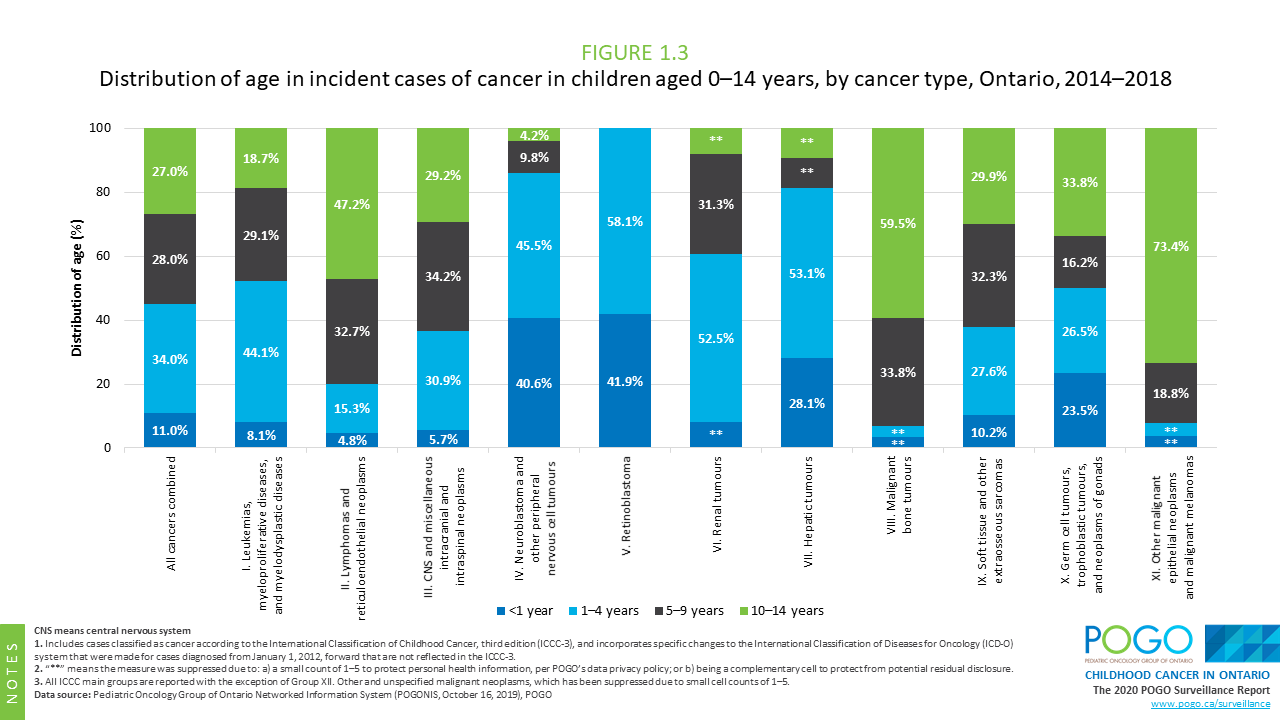 FIGURE 1.3
Distribution of age in incident cases of cancer in children aged 0–14 years, by cancer type, Ontario, 2014–2018
Distribution of age (%)
100
80
60
40
20
0
27.0%
28.0%
34.0%
11.0%
18.7%
29.1%
44.1%
8.1%
47.2%
32.7%
15.3%
4.8%
29.2%
34.2%
30.9%
5.7%
4.2%
9.8%
45.5%
40.6%
58.1%
41.9%
**
31.3%
52.5%
**
**
**
53.1%
28.1%
59.5%
33.8%
**
**
29.9%
32.3%
27.6%
10.2%
33.8%
16.2%
26.5%
23.5%
73.4%
18.8%
**
**
All cancers combined
I. Leukemias,
myeloproliferative diseases,
and myelodysplastic diseases
II. Lymphomas and
reticuloendothelial neoplasms
III. CNS and miscellaneous
intracranial and
intraspinal neoplasms
IV. Neuroblastoma and
other peripheral
nervous cell tumours
V. Retinoblastoma
VI. Renal tumours
VII. Hepatic tumours
VIII. Malignant
bone tumours
IX. Soft tissue and other
extraosseous sarcomas
X. Germ cell tumours,
trophoblastic tumours,
and neoplasms of gonads
XI. Other malignant
epithelial neoplasms
and malignant melanomas
<1 year
1–4 years
5–9 years
10–14 years
NOTES
CNS means central nervous system
1. Includes cases classified as cancer according to the International Classification of Childhood Cancer, third edition (ICCC-3), and incorporates specific changes to the International Classification of Diseases for Oncology (ICD-O)
system that were made for cases diagnosed from January 1, 2012, forward that are not reflected in the ICCC-3.
2. "**" means the measure was suppressed due to: a) a small count of 1–5 to protect personal health information, per POGO's data privacy policy; or b) being a complementary cell to protect from potential residual disclosure.
3. All ICCC main groups are reported with the exception of Group XII. Other and unspecified malignant neoplasms, which has been suppressed due to small cell counts of 1–5.
Data source: Pediatric Oncology Group of Ontario Networked Information System (POGONIS, October 16, 2019), POGO
POGO
PEDIATRIC ONCOLOGY GROUP OF ONTARIO
CHILDHOOD CANCER IN ONTARIO
The 2020 POGO Surveillance Report
www.pogo.ca/surveillance